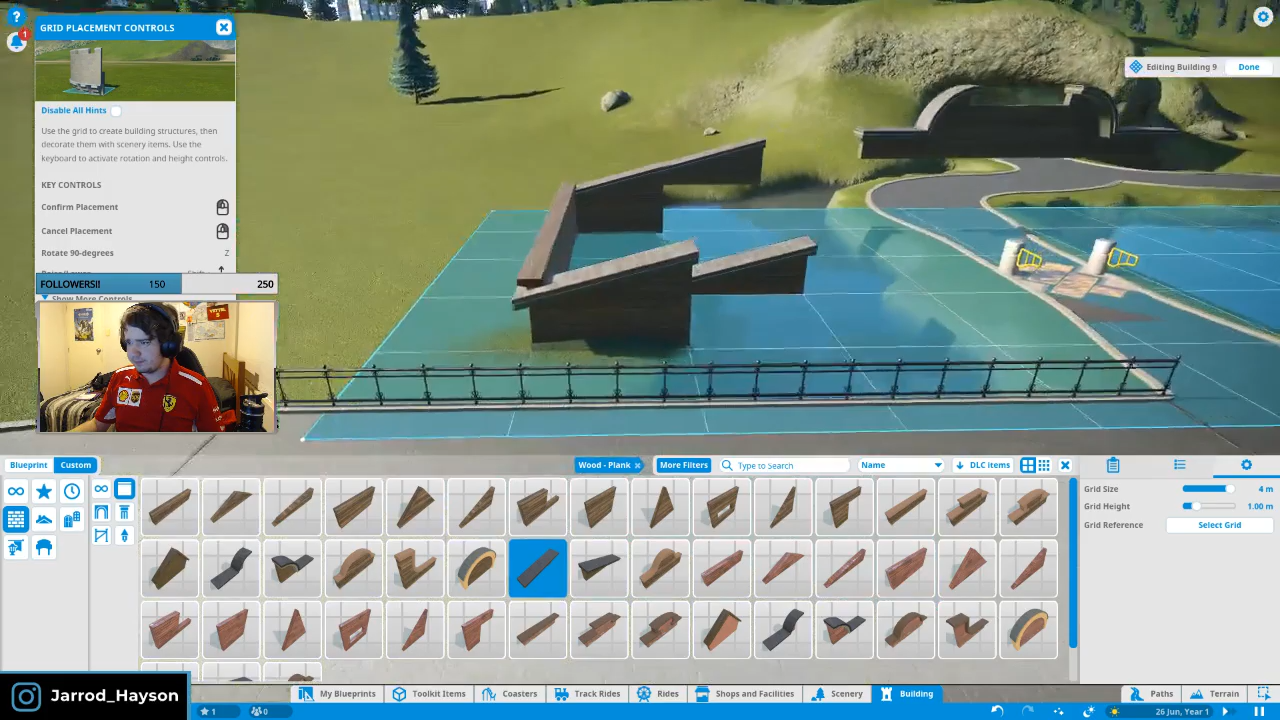 ?
1
GRID PLACEMENT CONTROLS
Disable All Hints
Use the grid to create building structures, then
decorate them with scenery items. Use the
keyboard to activate rotation and height controls.
KEY CONTROLS
Confirm Placement
Cancel Placement
Rotate 90-degrees Z
FOLLOWERS!! 150 250
Show More Controls
Editing Building 9 Done
Blueprint Custom
Wood - Plank × More Filters Type to Search Name DLC items
Grid Size 4 m
Grid Height 1.00 m
Grid Reference Select Grid
Jarrod_Hayson
My Blueprints Toolkit Items Coasters Track Rides Rides Shops and Facilities Scenery Building Paths Terrain
1 0 26 Jun, Year 1